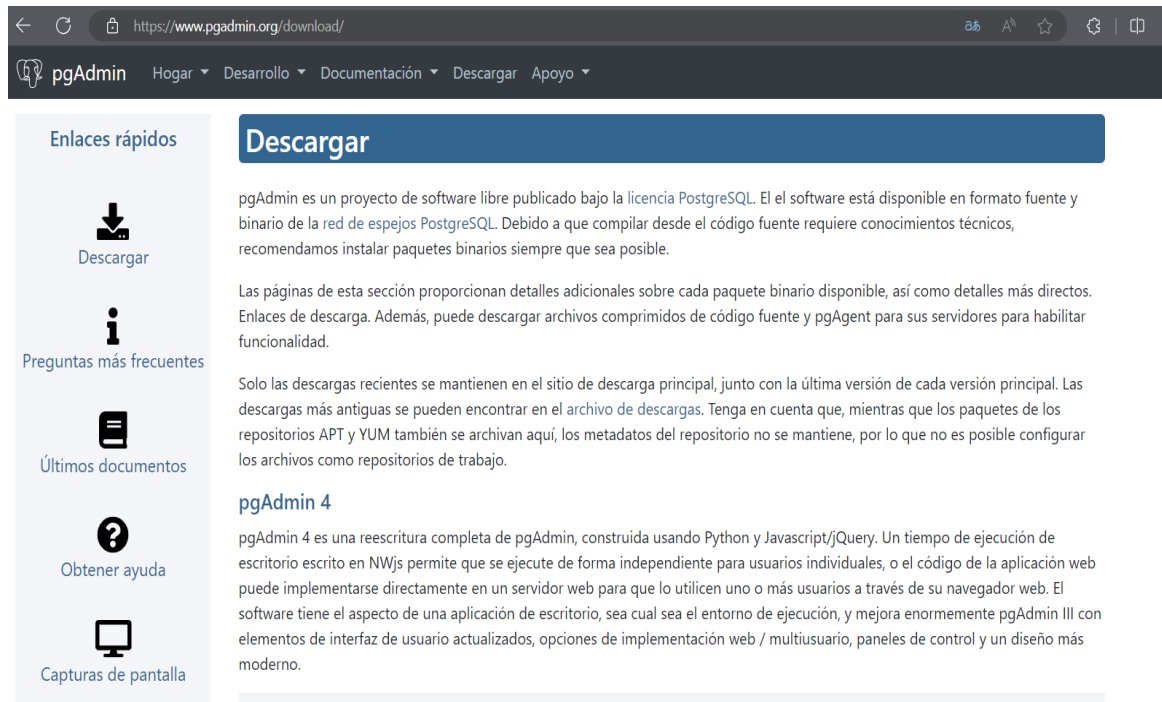 https://www.pgadmin.org/download/
pgAdmin Hogar Desarrollo Documentación Descargar Apoyo
Enlaces rápidos
Descargar
Preguntas más frecuentes
Últimos documentos
Obtener ayuda
Capturas de pantalla
Descargar
pgAdmin es un proyecto de software libre publicado bajo la licencia PostgreSQL. El el software está disponible en formato fuente y
binario de la red de espejos PostgreSQL. Debido a que compilar desde el código fuente requiere conocimientos técnicos,
recomendamos instalar paquetes binarios siempre que sea posible.
Las páginas de esta sección proporcionan detalles adicionales sobre cada paquete binario disponible, así como detalles más directos.
Enlaces de descarga. Además, puede descargar archivos comprimidos de código fuente y pgAgent para sus servidores para habilitar
funcionalidad.
Solo las descargas recientes se mantienen en el sitio de descarga principal, junto con la última versión de cada versión principal. Las
descargas más antiguas se pueden encontrar en el archivo de descargas. Tenga en cuenta que, mientras que los paquetes de los
repositorios APT y YUM también se archivan aquí, los metadatos del repositorio no se mantiene, por lo que no es posible configurar
los archivos como repositorios de trabajo.
pgAdmin 4
pgAdmin 4 es una reescritura completa de pgAdmin, construida usando Python y Javascript/jQuery. Un tiempo de ejecución de
escritorio escrito en NWjs permite que se ejecute de forma independiente para usuarios individuales, o el código de la aplicación web
puede implementarse directamente en un servidor web para que lo utilicen uno o más usuarios a través de su navegador web. El
software tiene el aspecto de una aplicación de escritorio, sea cual sea el entorno de ejecución, y mejora enormemente pgAdmin III con
elementos de interfaz de usuario actualizados, opciones de implementación web / multiusuario, paneles de control y un diseño más
moderno.